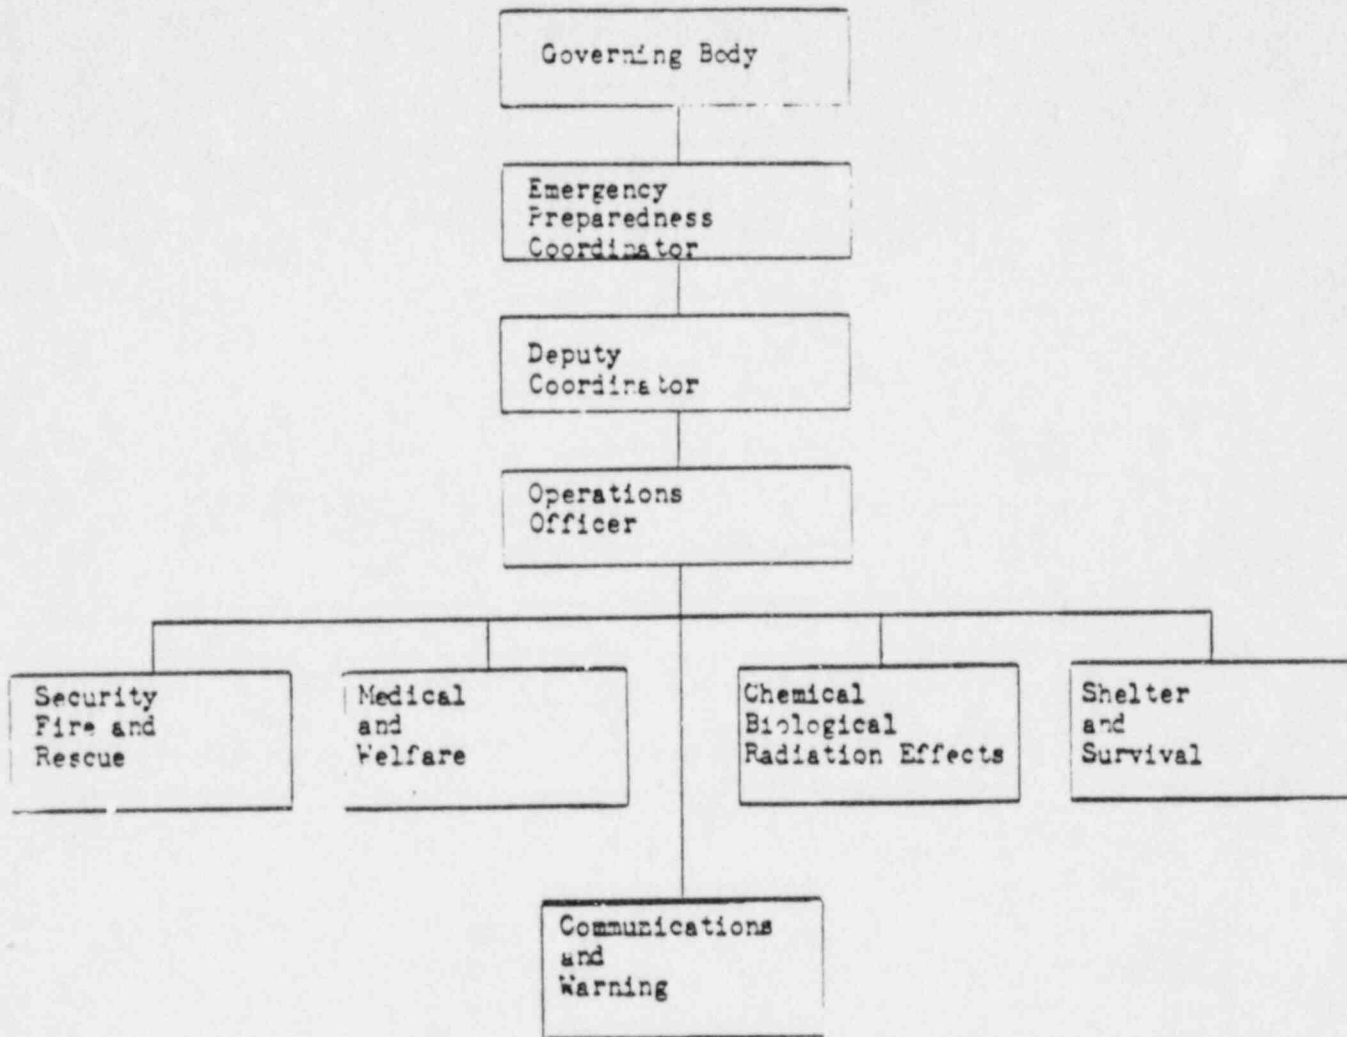 Governing Body
Emergency
Preparedness
Coordinator
Deputy
Coordinator
Operations
Officer
Security
Fire and
Rescue
Medical
and
Welfare
Chemical
Biological
Radiation Effects
Shelter
and
Survival
Communications
and
Warning